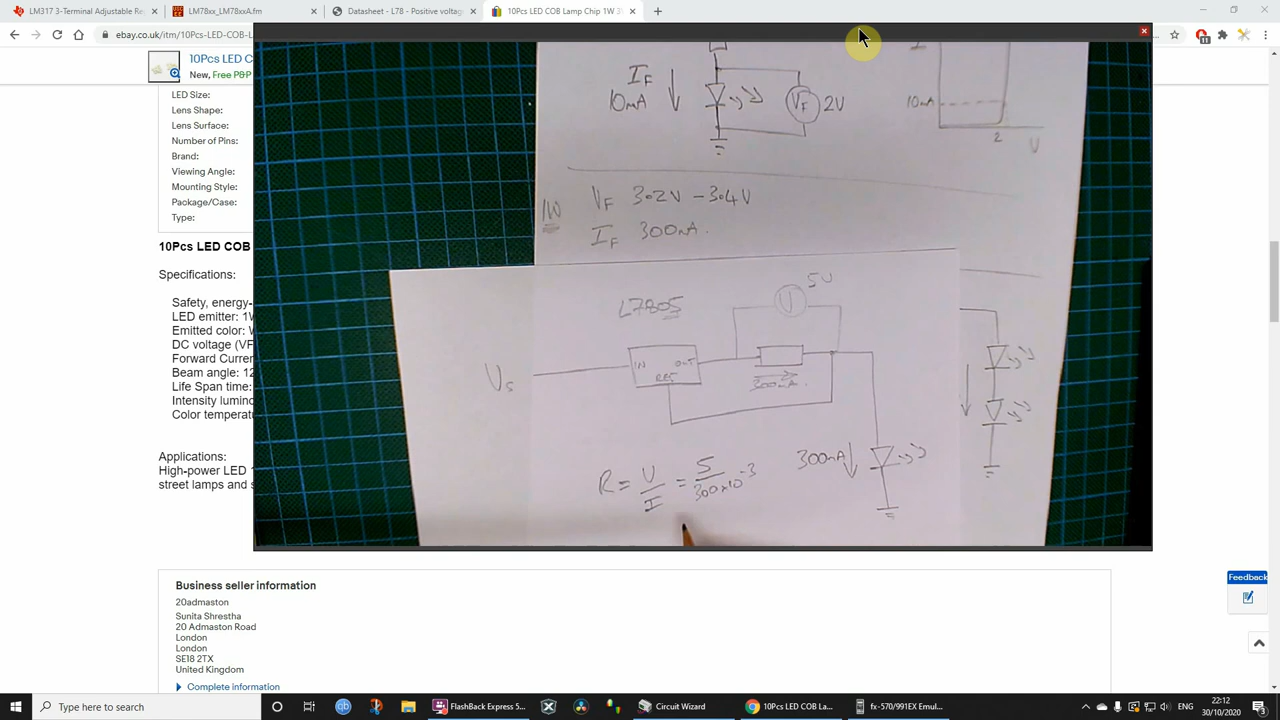 LM317 3-Terminal Adjustable Re
LM78xx_LM78xxA.fm
Datasheet - L78 - Positive voltag
10Pcs LED COB Lamp Chip 1W 3
ebay.co.uk/itm/10Pcs-LED-COB-L
11
10Pcs LED C
New, Free P&P
LED Size:
Lens Shape:
Lens Surface:
Number of Pins:
Brand:
Viewing Angle:
Mounting Style:
Package/Case:
Type:
10Pcs LED COB
Specifications:
Safety, energy-
LED emitter: 1W
Emitted color: W
DC voltage (VF
Forward Curren
Beam angle: 12
Life Span time:
Intensity lumino
Color temperatu
Applications:
High-power LED
street lamps and s
IF
10mA
VF
2V
I
10mA
2
V
1W
VF 3.2V - 3.4V
IF 300mA.
L7805
V
5V
Vs
IN
OUT
REF
300mA.
300mA
R = V/I = 5/300x10-3
Business seller information
20admaston
Sunita Shrestha
20 Admaston Road
London
London
SE18 2TX
United Kingdom
Complete information
Feedback
Type here to search
FlashBack Express 5...
Circuit Wizard
10Pcs LED COB La...
fx-570/991EX Emul...
ENG
22:12
30/10/2020
3